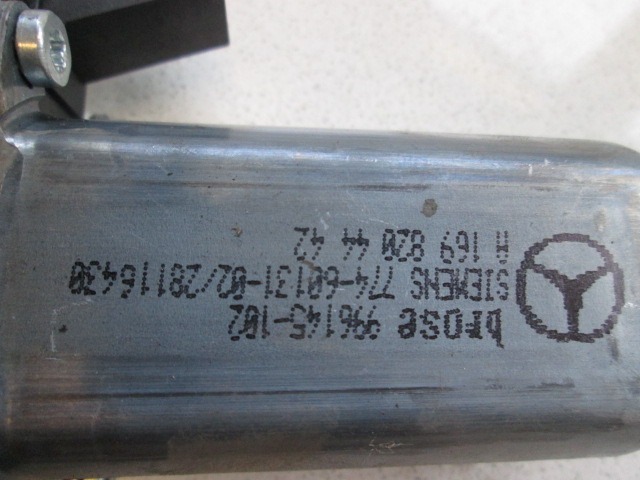 brose 996145-102
SIEMENS 774-60131-02/28116430
A 169 820 44 42